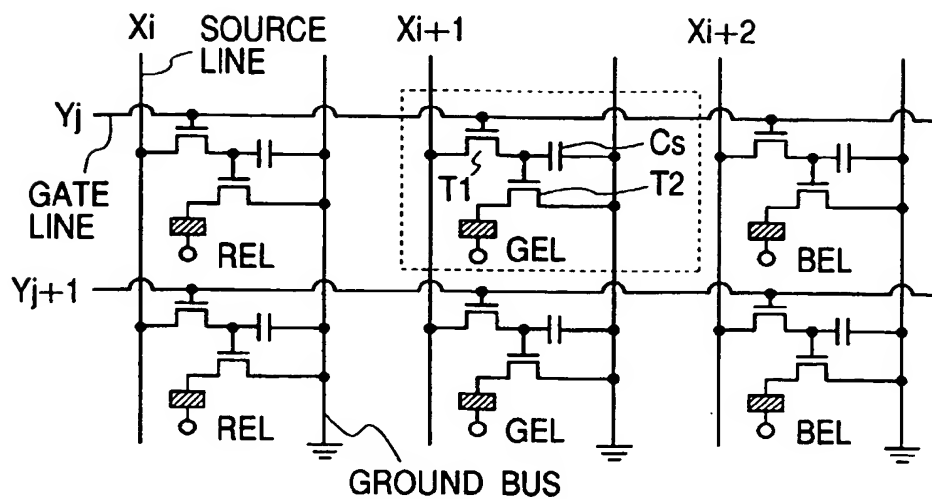 Xi SOURCE LINE Xi+1 Xi+2
Yj
GATE LINE
T1 Cs T2
REL GEL BEL
Yj+1
REL GEL BEL
GROUND BUS